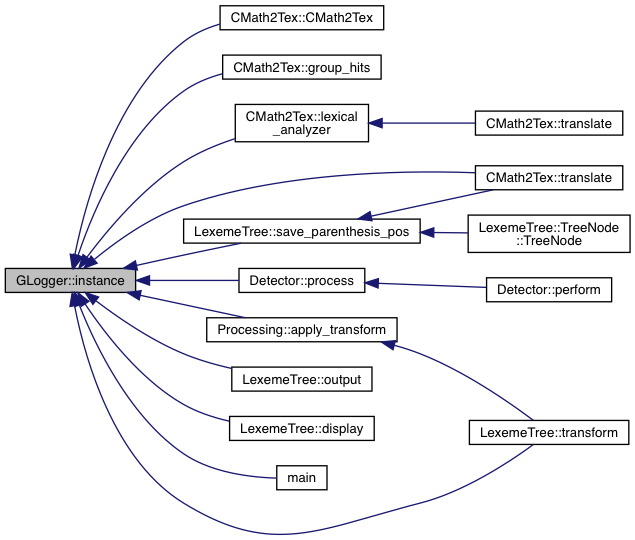 CMath2Tex::CMath2Tex
CMath2Tex::group_hits
CMath2Tex::lexical
_analyzer
CMath2Tex::translate
CMath2Tex::translate
LexemeTree::save_parenthesis_pos
LexemeTree::TreeNode
::TreeNode
GLogger::instance
Detector::process
Detector::perform
Processing::apply_transform
LexemeTree::output
LexemeTree::display
LexemeTree::transform
main